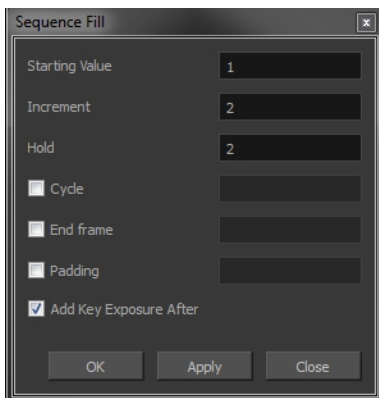 Sequence Fill
Starting Value 1
Increment 2
Hold 2
Cycle
End frame
Padding
Add Key Exposure After
OK Apply Close